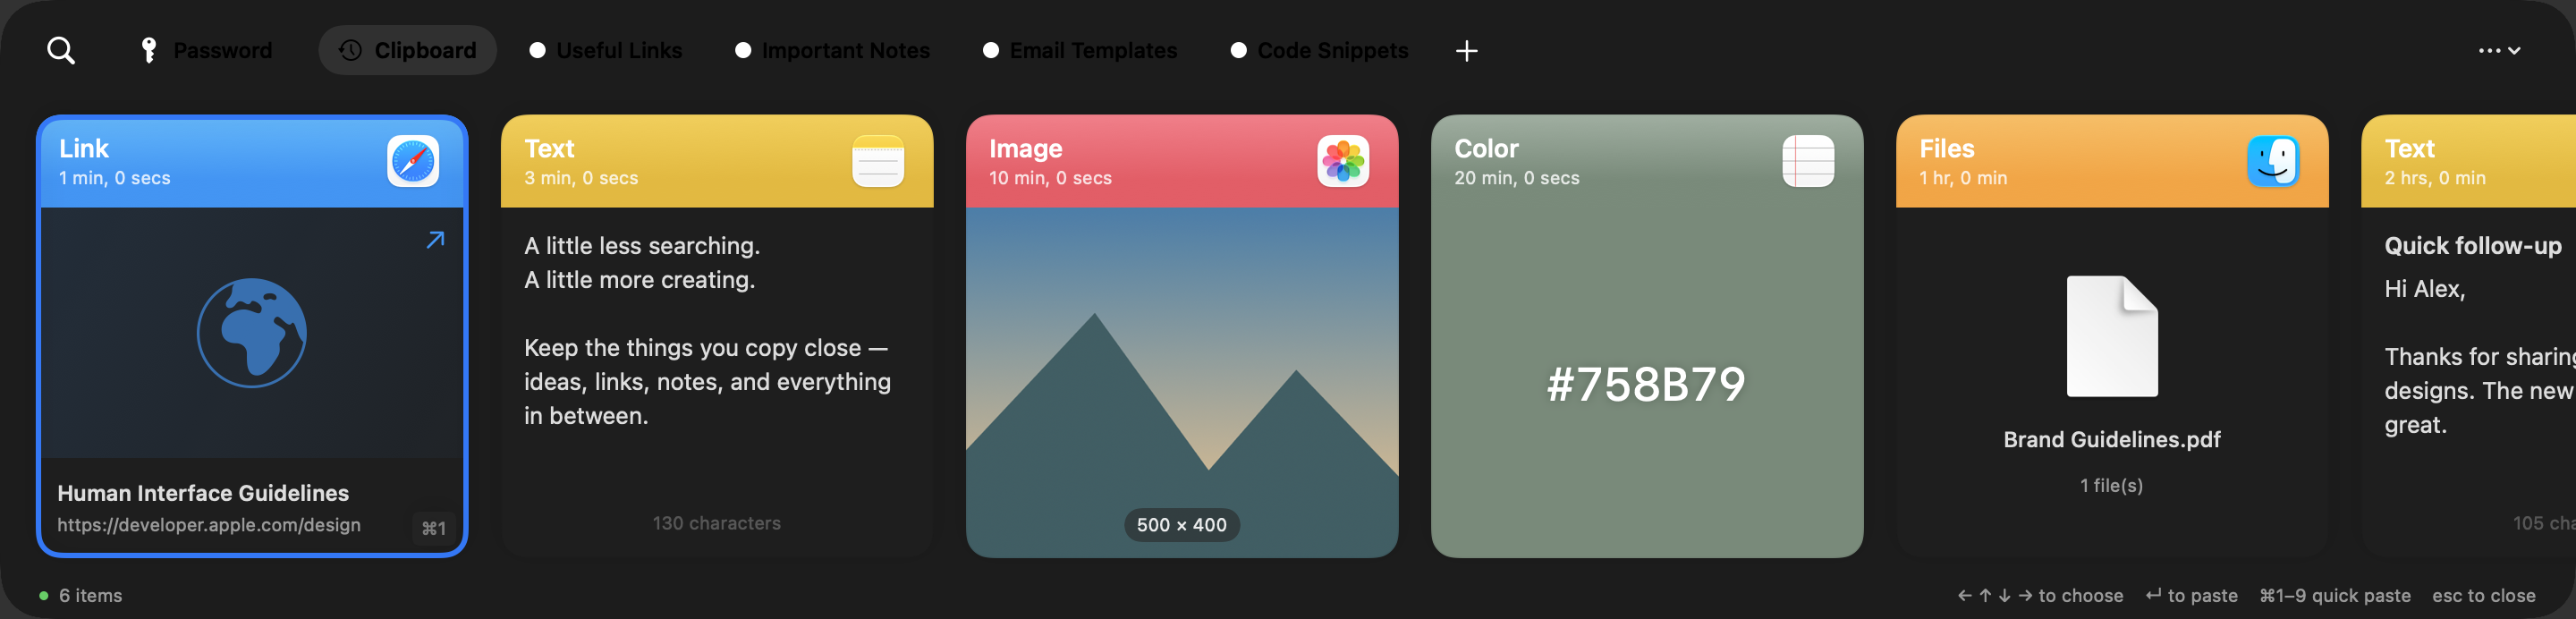 Password
Clipboard
Useful Links
Important Notes
Email Templates
Code Snippets
Link
1 min, 0 secs
Human Interface Guidelines
https://developer.apple.com/design
⌘1
Text
3 min, 0 secs
A little less searching.
A little more creating.
Keep the things you copy close —
ideas, links, notes, and everything
in between.
130 characters
Image
10 min, 0 secs
500 × 400
Color
20 min, 0 secs
#758B79
Files
1 hr, 0 min
Brand Guidelines.pdf
1 file(s)
Text
2 hrs, 0 min
Quick follow-up
Hi Alex,
Thanks for sharing
designs. The new
great.
105 cha
6 items
← ↑ ↓ → to choose ↵ to paste ⌘1–9 quick paste esc to close